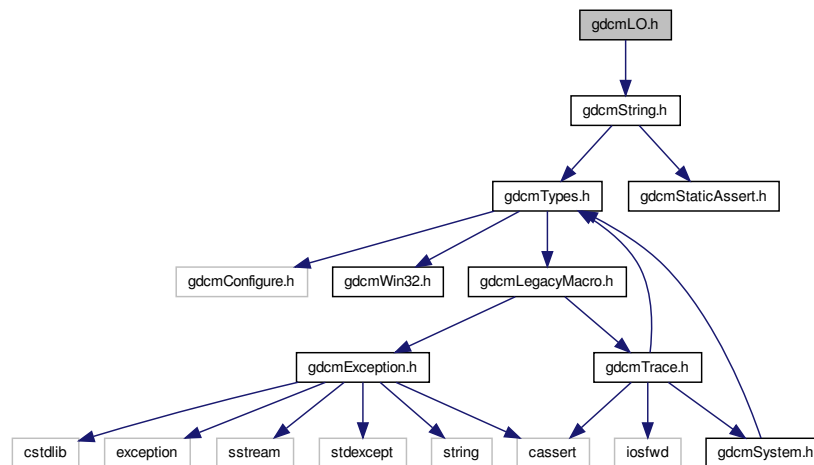 gdcmLO.h
gdcmString.h
gdcmTypes.h
gdcmStaticAssert.h
gdcmConfigure.h
gdcmWin32.h
gdcmLegacyMacro.h
gdcmException.h
gdcmTrace.h
cstdlib
exception
sstream
stdexcept
string
cassert
iosfwd
gdcmSystem.h